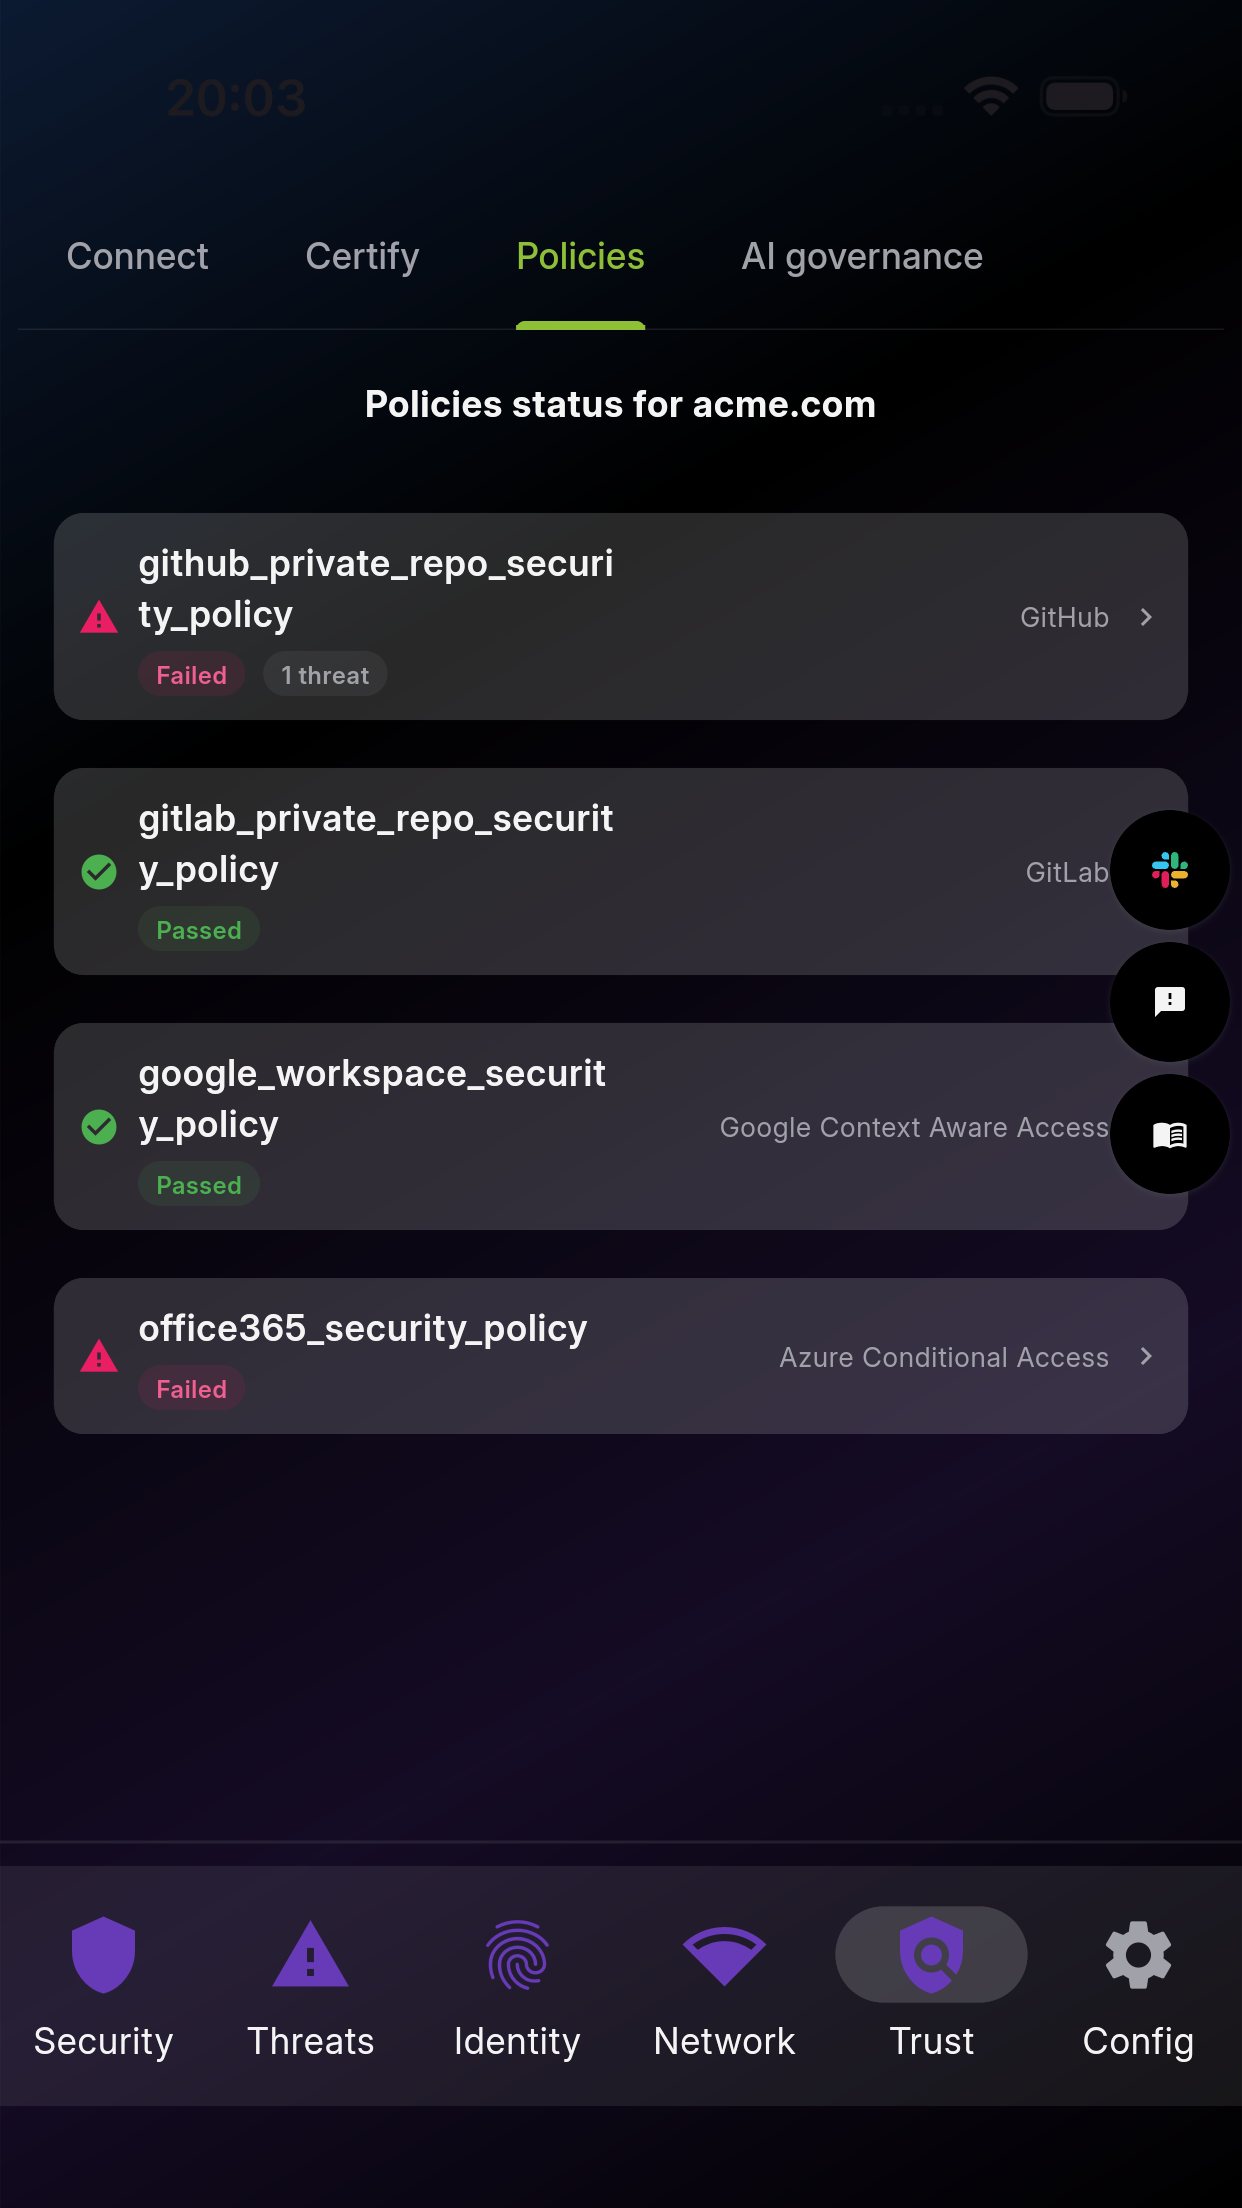 20:03
Connect
Certify
Policies
AI governance
Policies status for acme.com
github_private_repo_securi
ty_policy
GitHub
Failed
1 threat
gitlab_private_repo_securit
y_policy
GitLab
Passed
google_workspace_securit
y_policy
Google Context Aware Access
Passed
office365_security_policy
Azure Conditional Access
Failed
Security
Threats
Identity
Network
Trust
Config